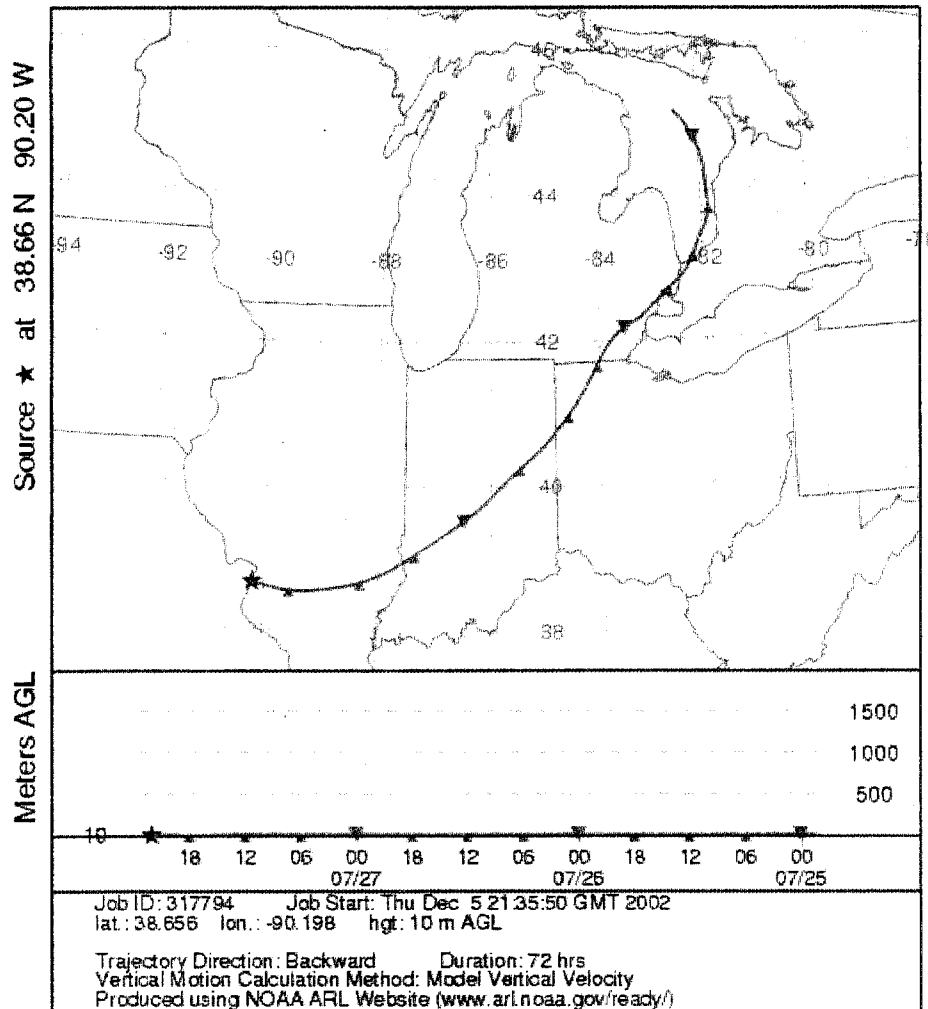 Source ★ at 38.66 N 90.20 W
46
44
-94 -92 -90 -88 -86 -84 -82 -80
42
40
38
Meters AGL
1500
1000
500
10
18 12 06 00 18 12 06 00 18 12 06 00
07/27 07/26 07/25
Job ID: 317794 Job Start: Thu Dec 5 21:35:50 GMT 2002
lat.: 38.656 lon.: -90.198 hgt: 10 m AGL
Trajectory Direction: Backward Duration: 72 hrs
Vertical Motion Calculation Method: Model Vertical Velocity
Produced using NOAA ARL Website (www.arl.noaa.gov/ready/)